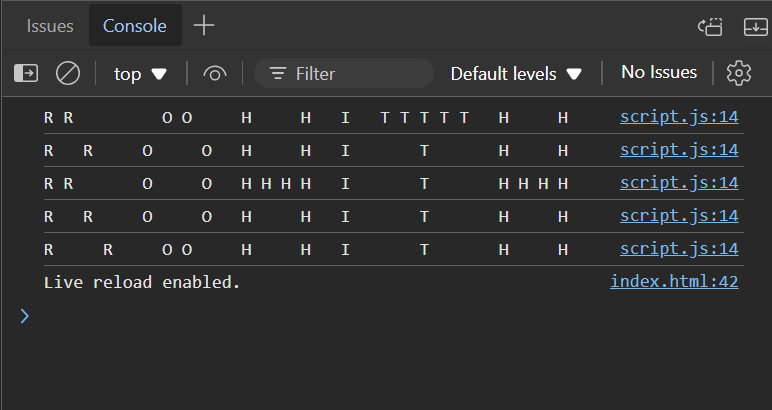 Issues Console
top Filter Default levels No Issues
R R         O O     H     H   I   T T T T T   H     H script.js:14
R   R     O     O   H     H   I       T       H     H script.js:14
R R       O     O   H H H H   I       T       H H H H script.js:14
R   R     O     O   H     H   I       T       H     H script.js:14
R     R     O O     H     H   I       T       H     H script.js:14
Live reload enabled. index.html:42